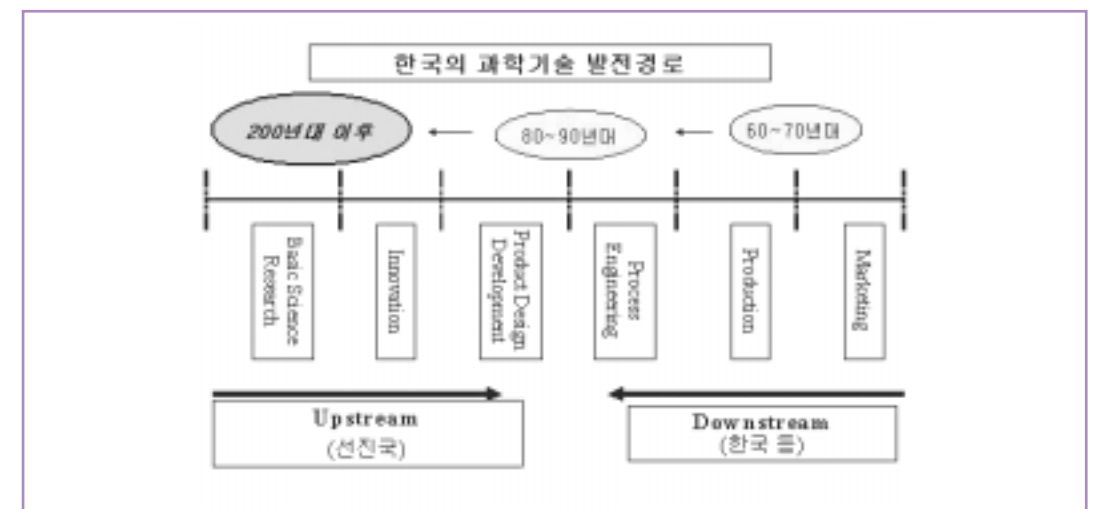 한국의 과학기술 발전경로
200년대 이후
80~90년대
60~70년대
Basic Science
Research
Innovation
Product Design
Development
Process
Engineering
Production
Marketing
Upstream
(선진국)
Downstream
(한국 등)